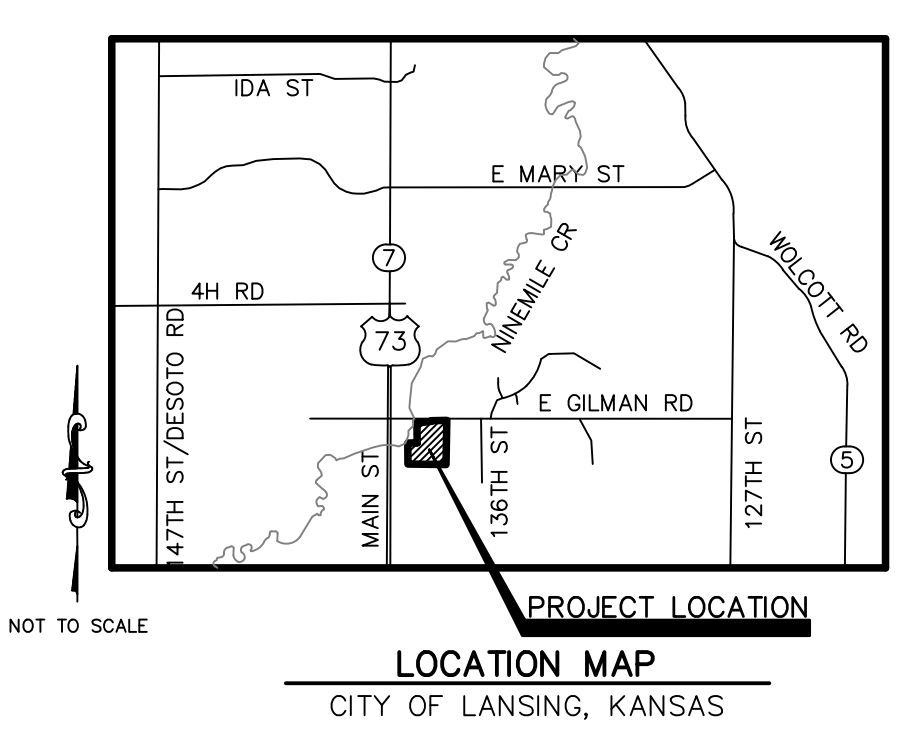 IDA ST
E MARY ST
7
NINEMILE CR
WOLCOTT RD
4H RD
73
147TH ST/DESOTO RD
E GILMAN RD
MAIN ST
136TH ST
127TH ST
5
NOT TO SCALE
PROJECT LOCATION
LOCATION MAP
CITY OF LANSING, KANSAS